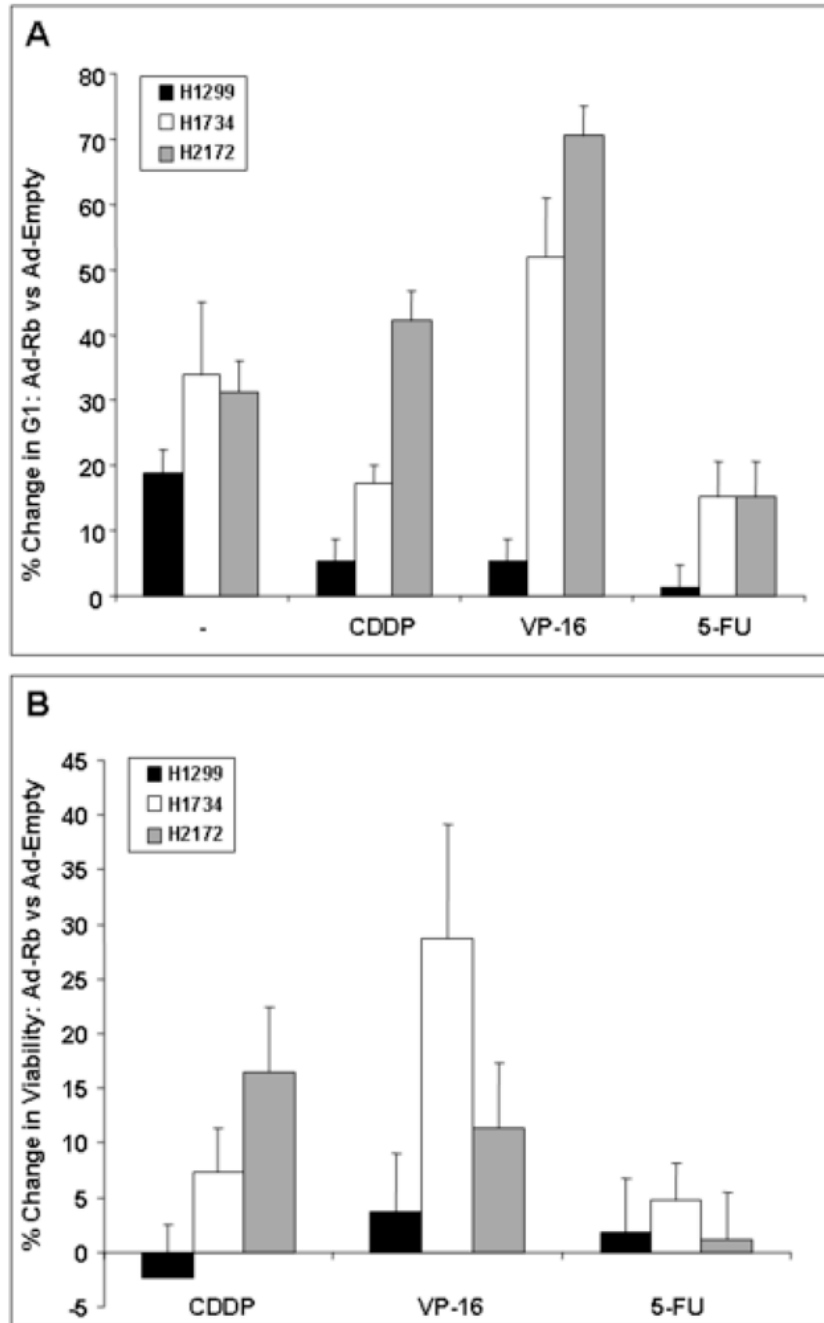 A
% Change in G1: Ad-Rb vs Ad-Empty
80
70
60
50
40
30
20
10
0
H1299
H1734
H2172
- CDDP VP-16 5-FU
B
% Change in Viability: Ad-Rb vs Ad-Empty
45
40
35
30
25
20
15
10
5
0
-5
H1299
H1734
H2172
CDDP VP-16 5-FU